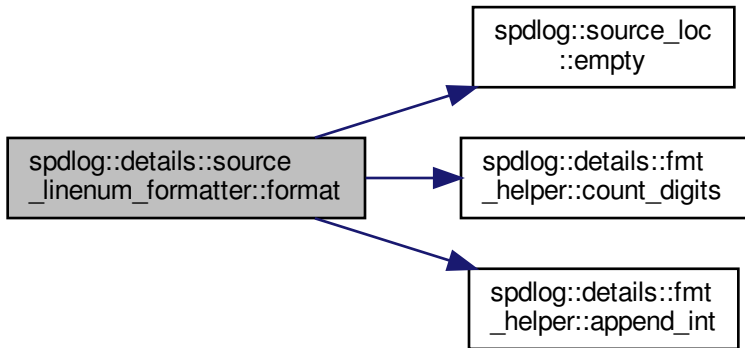 spdlog::source_loc
::empty
spdlog::details::source
_linenum_formatter::format
spdlog::details::fmt
_helper::count_digits
spdlog::details::fmt
_helper::append_int